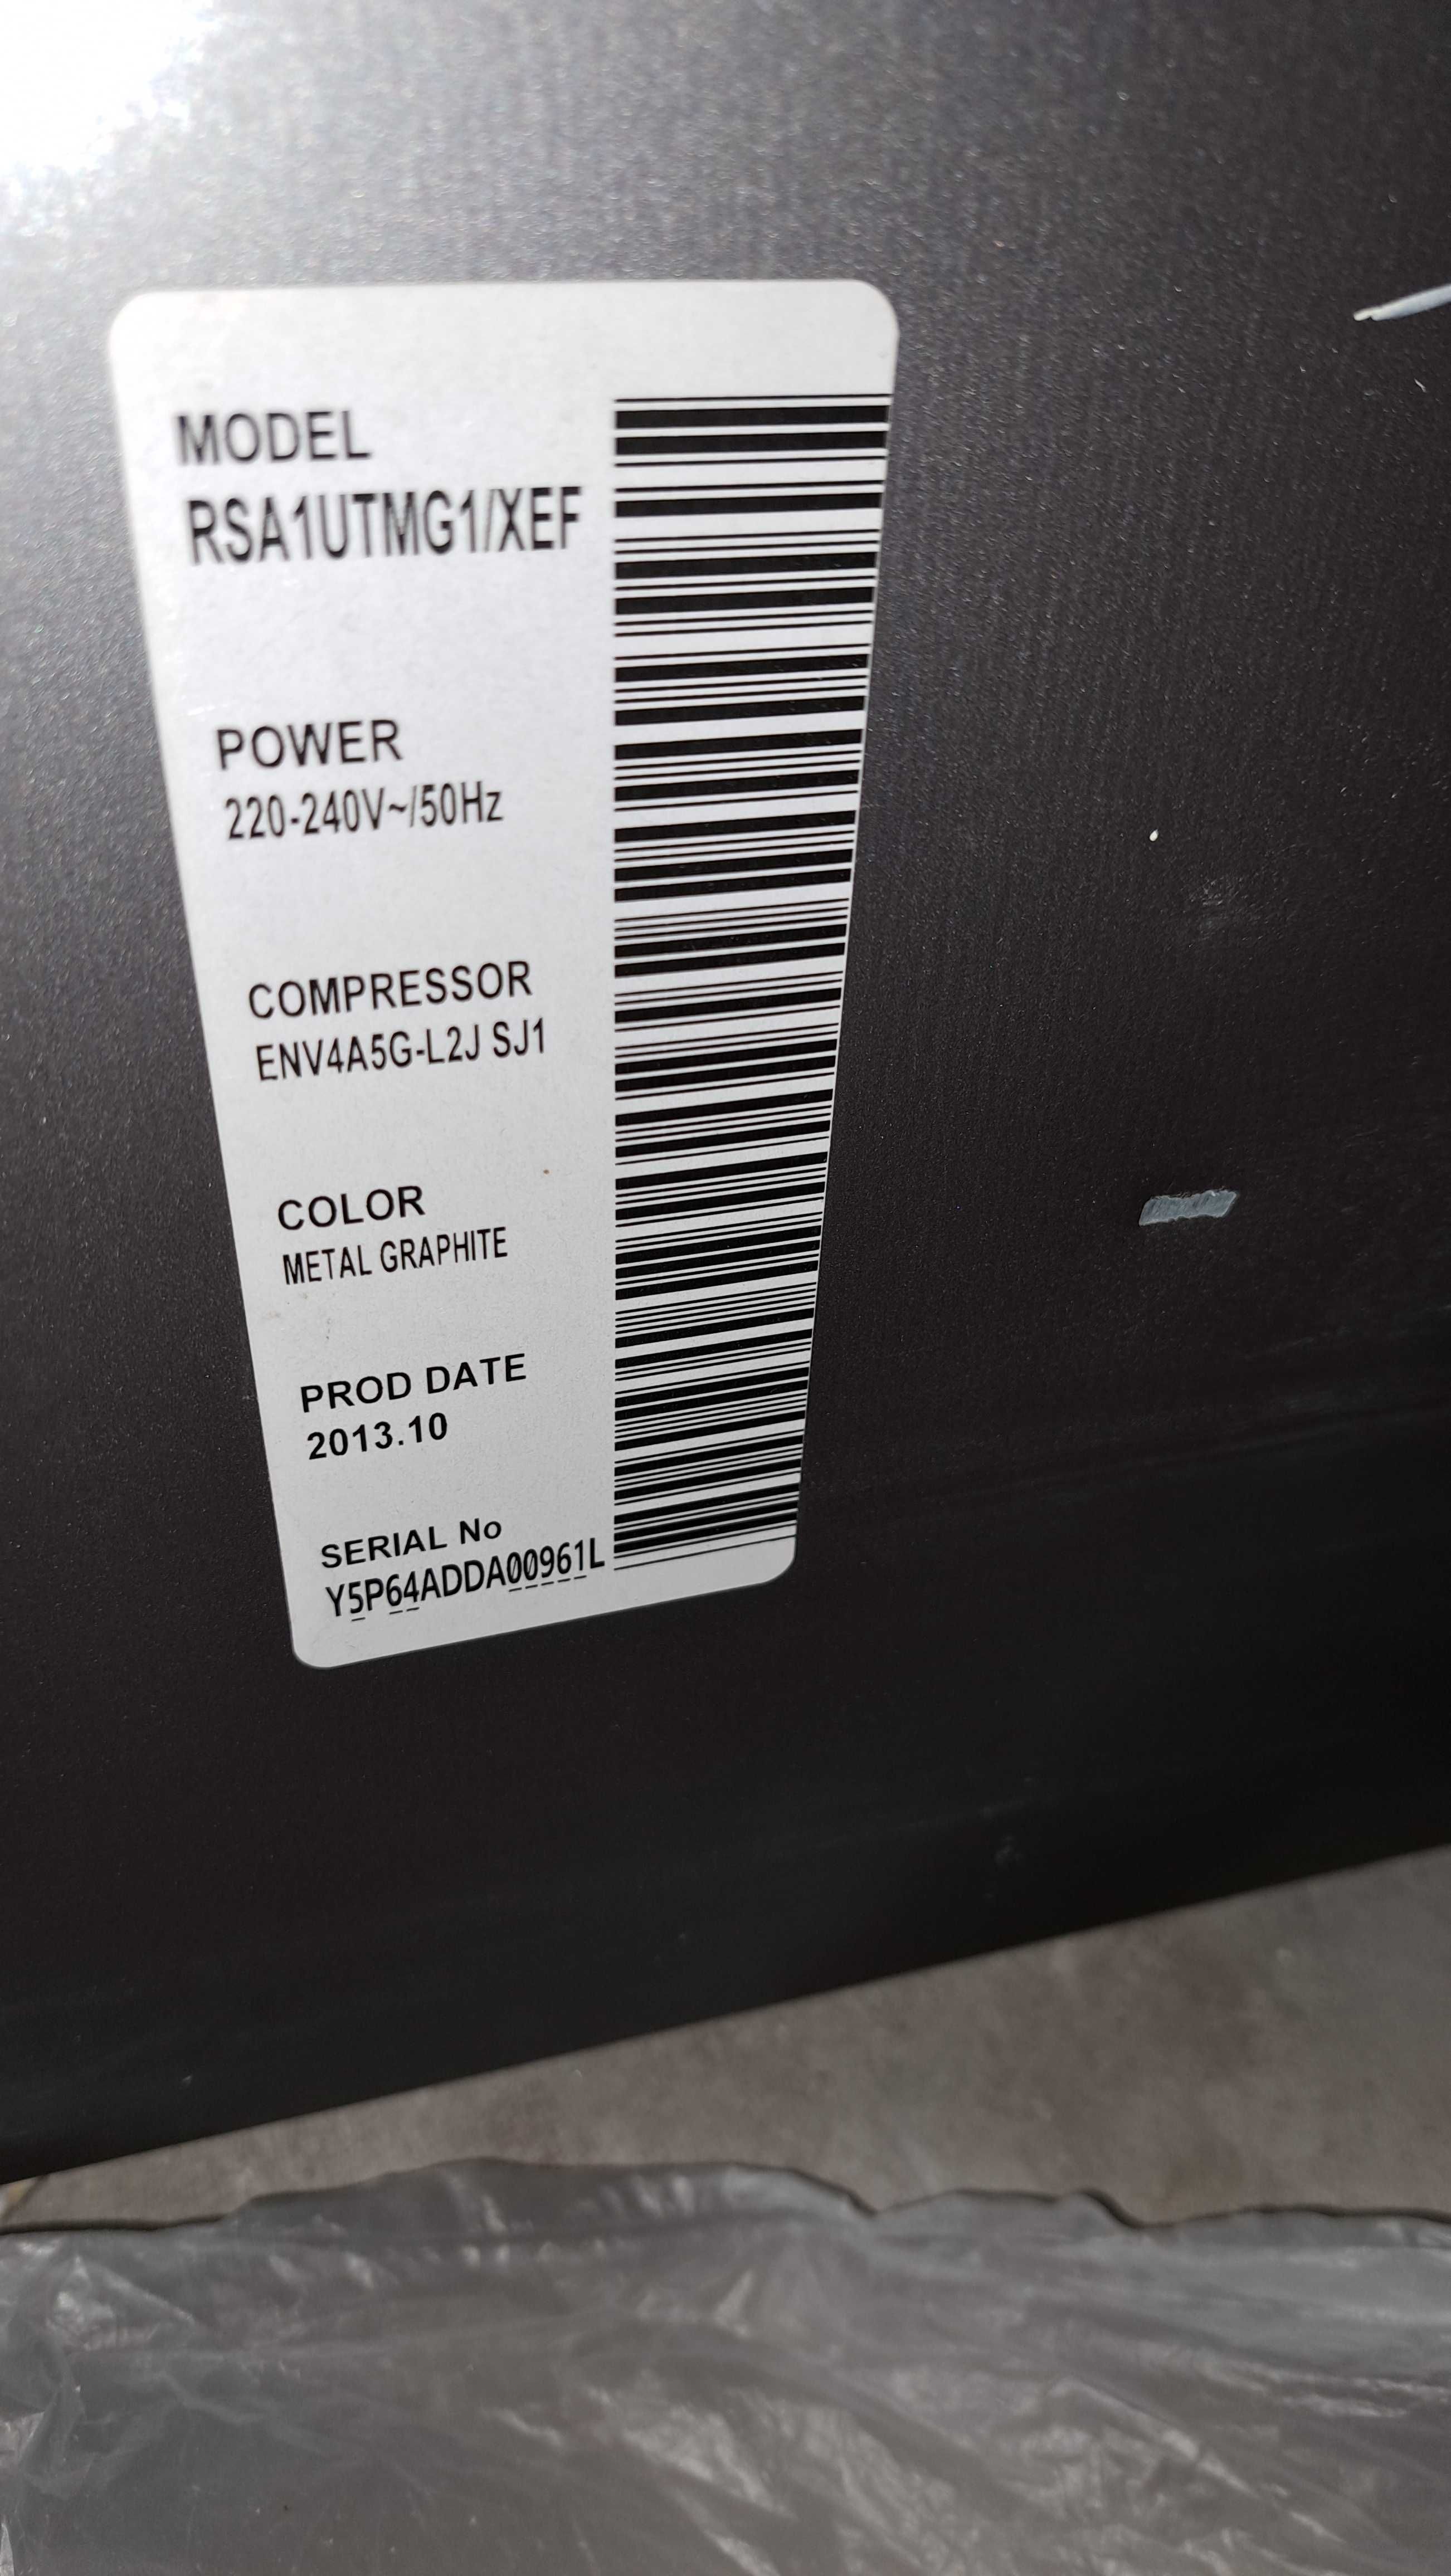 MODEL
RSA1UTMG1/XEF
POWER
220-240V~/50Hz
COMPRESSOR
ENV4A5G-L2J SJ1
COLOR
METAL GRAPHITE
PROD DATE
2013.10
SERIAL No
Y5P64ADDA00961L